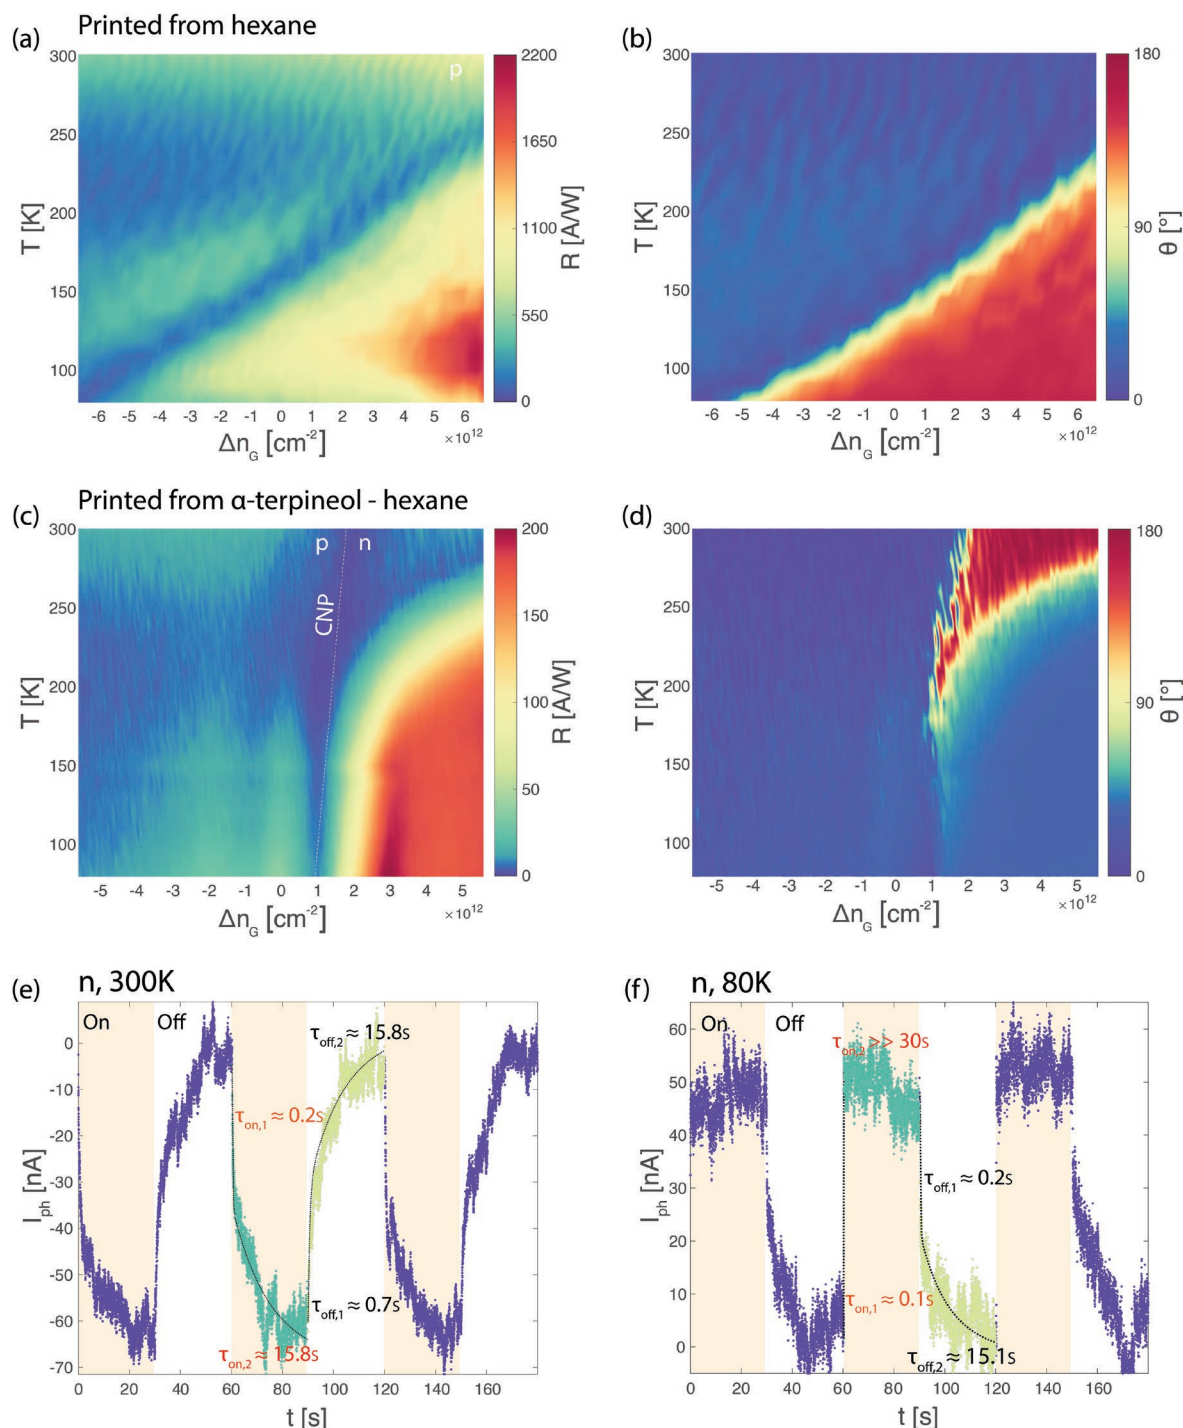 Printed from hexane
(a)
300
250
200
150
100
T [K]
p
-6 -5 -4 -3 -2 -1 0 1 2 3 4 5 6
×10¹²
Δn_G [cm⁻²]
2200
1650
1100
550
0
R [A/W]
(b)
300
250
200
150
100
T [K]
-6 -5 -4 -3 -2 -1 0 1 2 3 4 5 6
×10¹²
Δn_G [cm⁻²]
180
90
0
θ [°]
Printed from α-terpineol - hexane
(c)
300
250
200
150
100
T [K]
p n
CNP
-5 -4 -3 -2 -1 0 1 2 3 4 5
×10¹²
Δn_G [cm⁻²]
200
150
100
50
0
R [A/W]
(d)
300
250
200
150
100
T [K]
-5 -4 -3 -2 -1 0 1 2 3 4 5
×10¹²
Δn_G [cm⁻²]
180
90
0
θ [°]
(e) n, 300K
On Off
0
-10
-20
-30
-40
-50
-60
-70
I_ph [nA]
τ_off,2 ≈ 15.8s
τ_on,1 ≈ 0.2s
τ_off,1 ≈ 0.7s
τ_on,2 ≈ 15.8s
0 20 40 60 80 100 120 140 160
t [s]
(f) n, 80K
On Off
60
50
40
30
20
10
0
I_ph [nA]
τ_on,2 >> 30s
τ_off,1 ≈ 0.2s
τ_on,1 ≈ 0.1s
τ_off,2 ≈ 15.1s
0 20 40 60 80 100 120 140 160
t [s]